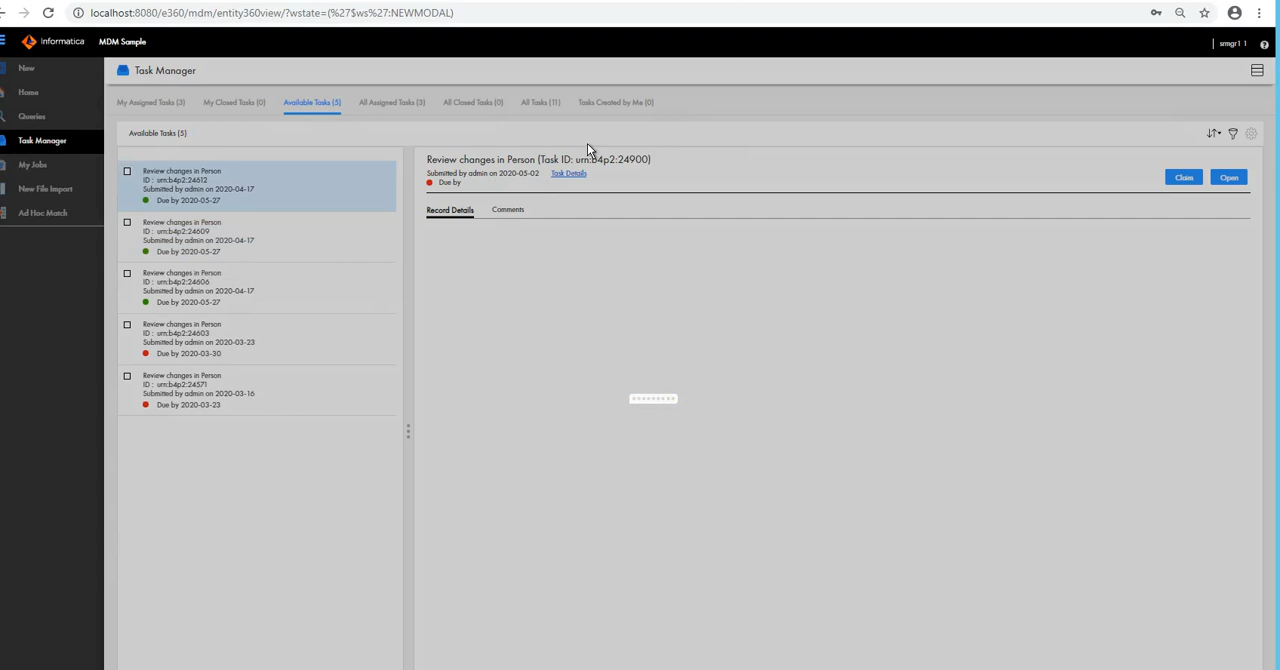 localhost:8080/e360/mdm/entity360view/?wstate=(%27$ws%27:NEWMODAL)
Informatica MDM Sample
smgr1 1
New
Home
Queries
Task Manager
My Jobs
New File Import
Ad Hoc Match
Task Manager
My Assigned Tasks (3) My Closed Tasks (0) Available Tasks (5) All Assigned Tasks (3) All Closed Tasks (0) All Tasks (11) Tasks Created by Me (0)
Available Tasks (5)
Review changes in Person
ID : urn:b4p2:24612
Submitted by admin on 2020-04-17
Due by 2020-05-27
Review changes in Person
ID : urn:b4p2:24609
Submitted by admin on 2020-04-17
Due by 2020-05-27
Review changes in Person
ID : urn:b4p2:24606
Submitted by admin on 2020-04-17
Due by 2020-05-27
Review changes in Person
ID : urn:b4p2:24603
Submitted by admin on 2020-03-23
Due by 2020-03-30
Review changes in Person
ID : urn:b4p2:24571
Submitted by admin on 2020-03-16
Due by 2020-03-23
Review changes in Person (Task ID: urn:b4p2:24900)
Submitted by admin on 2020-05-02 Task Details
Due by
Claim Open
Record Details Comments